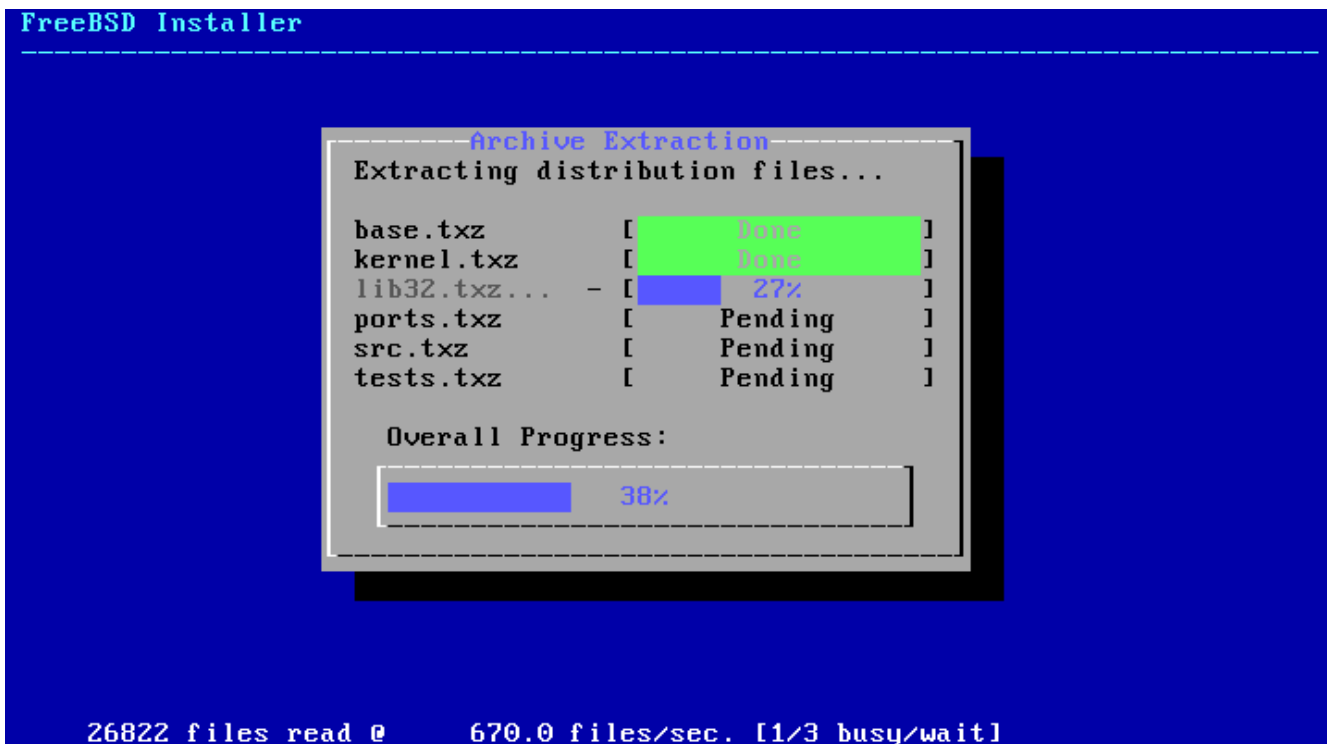 FreeBSD Installer
Archive Extraction
Extracting distribution files...
base.txz [ Done ]
kernel.txz [ Done ]
lib32.txz... - [ 27% ]
ports.txz [ Pending ]
src.txz [ Pending ]
tests.txz [ Pending ]
Overall Progress:
38%
26822 files read @ 670.0 files/sec. [1/3 busy/wait]